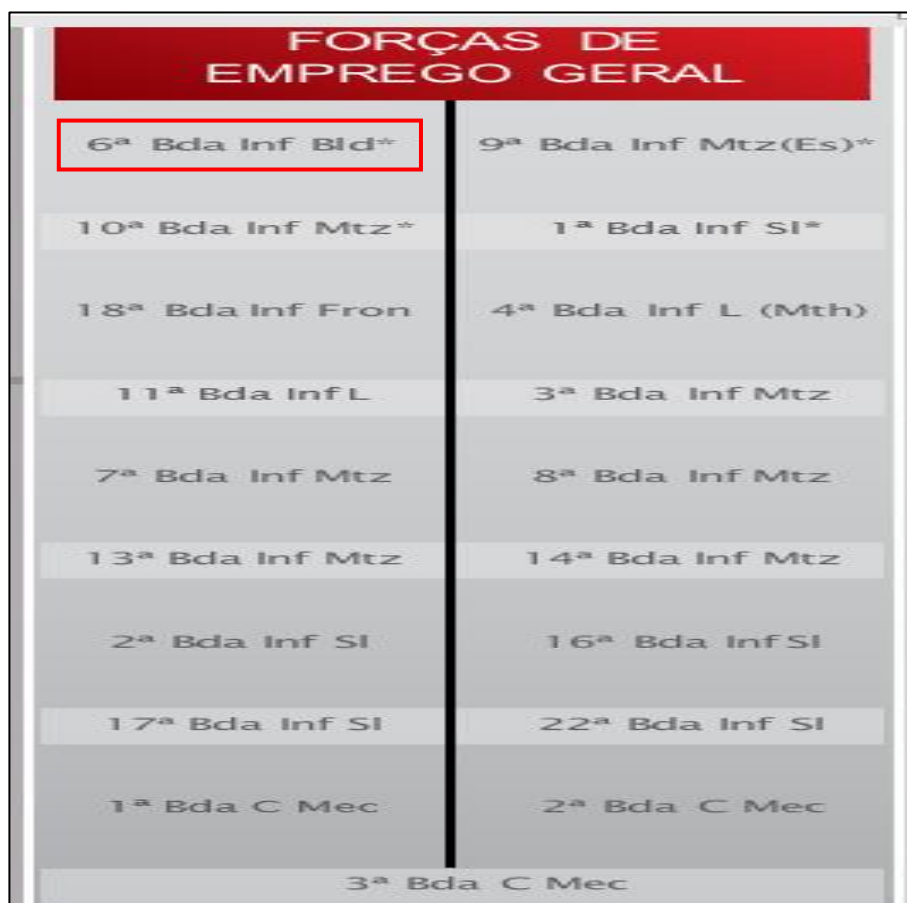 FORÇAS DE
EMPREGO GERAL
6ª Bda Inf Bld* 9ª Bda Inf Mtz(Es)*
10ª Bda Inf Mtz* 1ª Bda Inf Sl*
18ª Bda Inf Fron 4ª Bda Inf L (Mth)
11ª Bda Inf L 3ª Bda Inf Mtz
7ª Bda Inf Mtz 8ª Bda Inf Mtz
13ª Bda Inf Mtz 14ª Bda Inf Mtz
2ª Bda Inf Sl 16ª Bda Inf Sl
17ª Bda Inf Sl 22ª Bda Inf Sl
1ª Bda C Mec 2ª Bda C Mec
3ª Bda C Mec